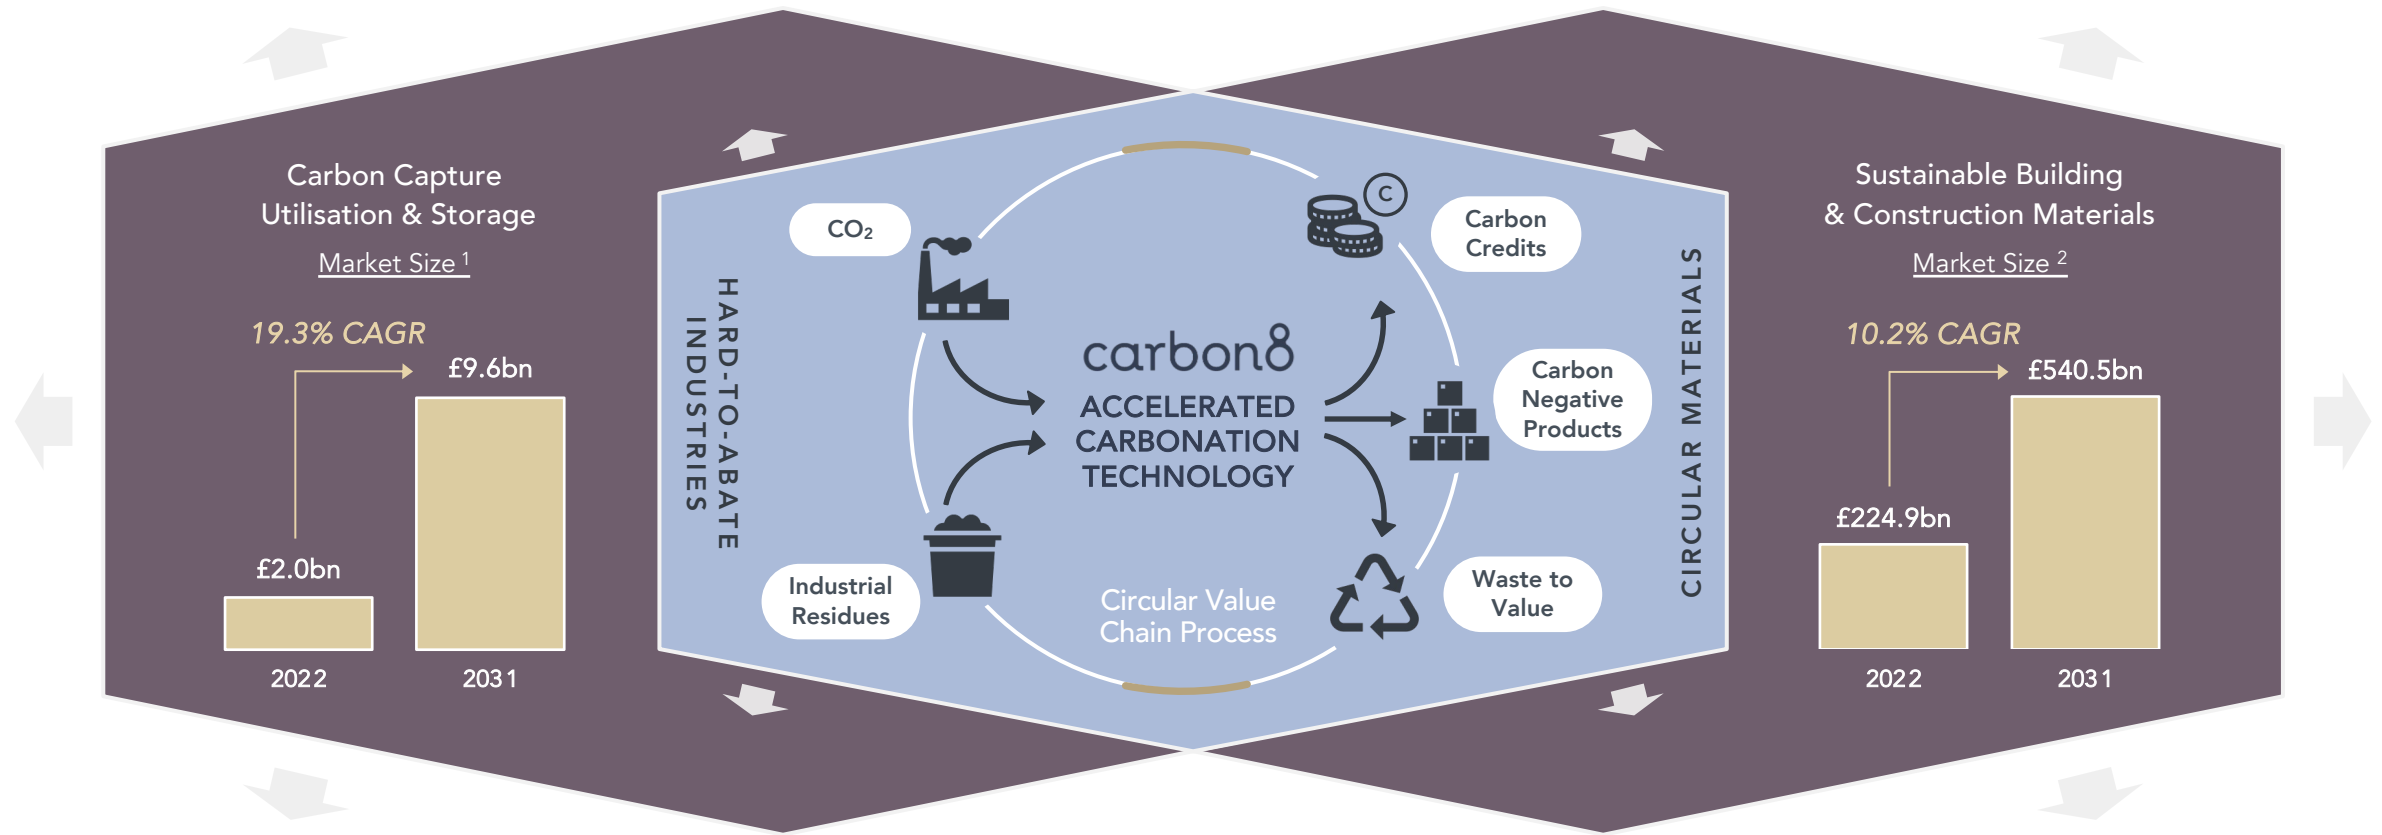 Carbon Capture
Utilisation & Storage
Market Size 1
19.3% CAGR
£9.6bn
£2.0bn
2022
2031
HARD-TO-ABATE
INDUSTRIES
CO₂
Industrial
Residues
carbon8
ACCELERATED
CARBONATION
TECHNOLOGY
Circular Value
Chain Process
C
Carbon
Credits
Carbon
Negative
Products
Waste to
Value
CIRCULAR MATERIALS
Sustainable Building
& Construction Materials
Market Size 2
10.2% CAGR
£540.5bn
£224.9bn
2022
2031